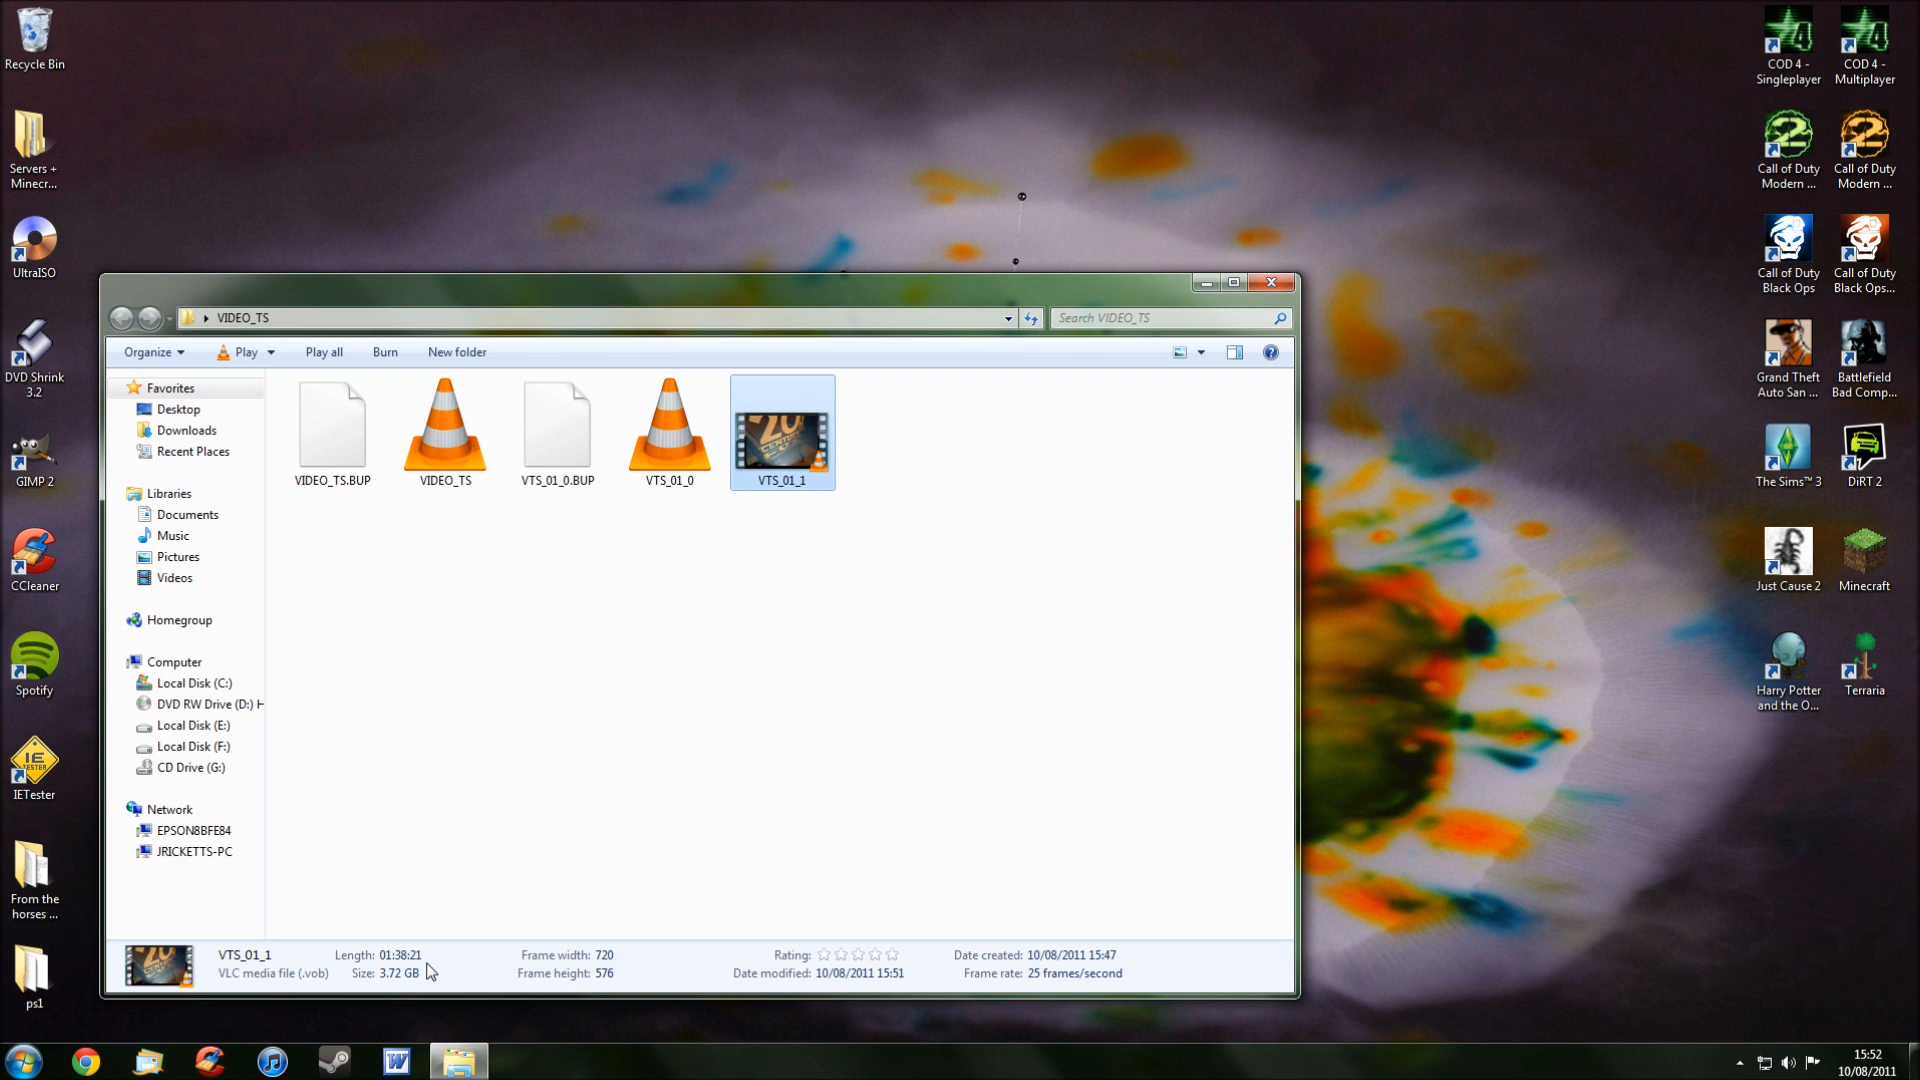 Recycle Bin
Servers +
Minecr...
UltraISO
DVD Shrink
3.2
GIMP 2
CCleaner
Spotify
IETester
From the
horses ...
ps1
VIDEO_TS
Search VIDEO_TS
Organize
Play
Play all
Burn
New folder
Favorites
Desktop
Downloads
Recent Places
Libraries
Documents
Music
Pictures
Videos
Homegroup
Computer
Local Disk (C:)
DVD RW Drive (D:) H
Local Disk (E:)
Local Disk (F:)
CD Drive (G:)
Network
EPSON8BFE84
JRICKETTS-PC
VIDEO_TS.BUP
VIDEO_TS
VTS_01_0.BUP
VTS_01_0
VTS_01_1
VTS_01_1
VLC media file (.vob)
Length: 01:38:21
Size: 3.72 GB
Frame width: 720
Frame height: 576
Rating:
Date modified: 10/08/2011 15:51
Date created: 10/08/2011 15:47
Frame rate: 25 frames/second
COD 4 -
Singleplayer
COD 4 -
Multiplayer
Call of Duty
Modern ...
Call of Duty
Modern ...
Call of Duty
Black Ops
Call of Duty
Black Ops...
Grand Theft
Auto San ...
Battlefield
Bad Comp...
The Sims™ 3
DiRT 2
Just Cause 2
Minecraft
Harry Potter
and the O...
Terraria
15:52
10/08/2011